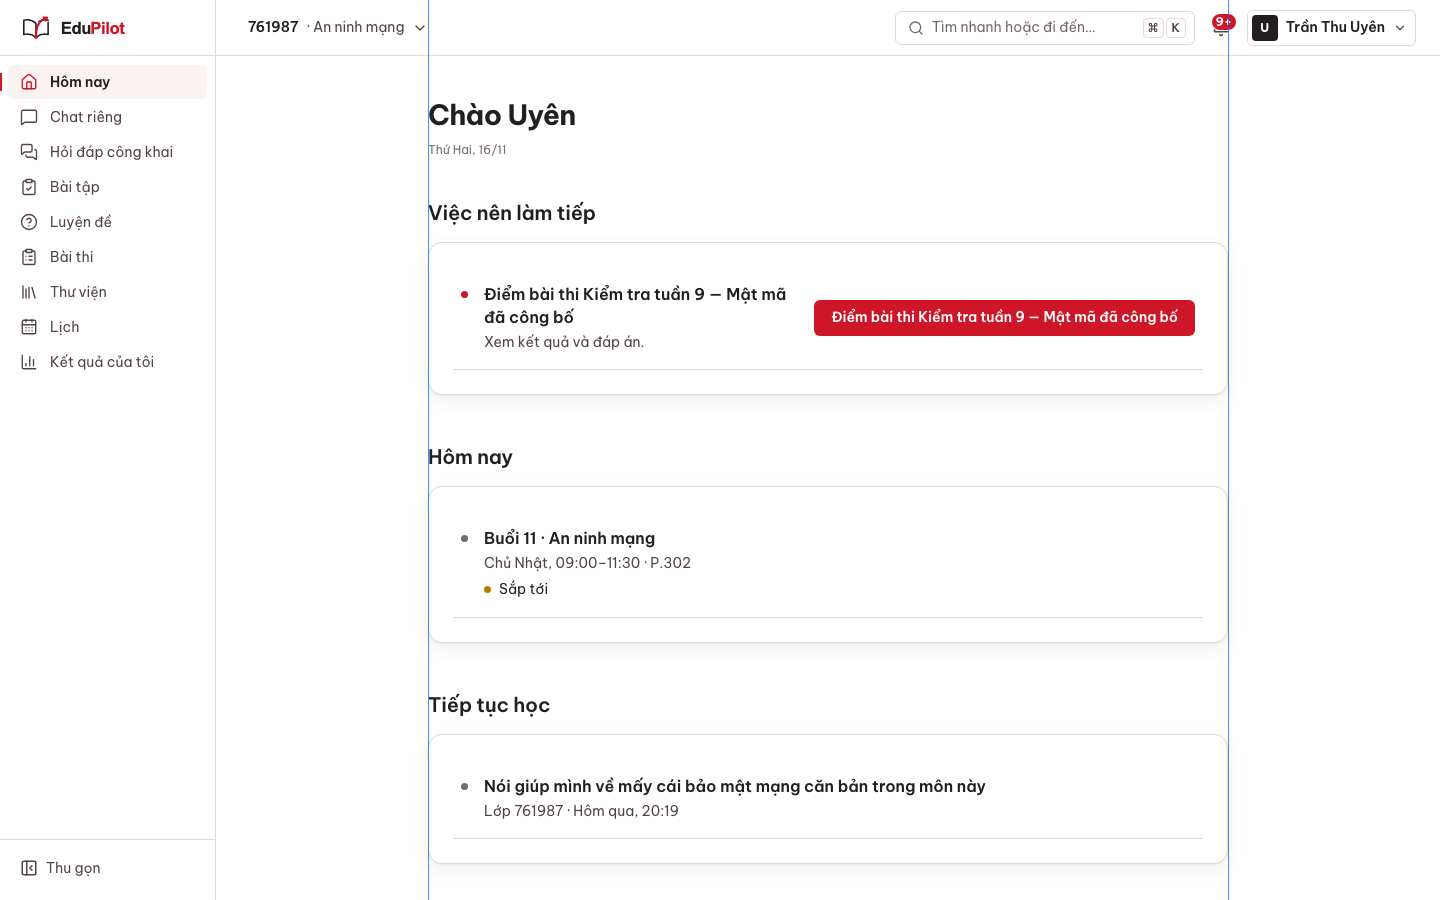 EduPilot
761987 · An ninh mạng
Tìm nhanh hoặc đi đến...
⌘ K
9+
U Trần Thu Uyên
Hôm nay
Chat riêng
Hỏi đáp công khai
Bài tập
Luyện đề
Bài thi
Thư viện
Lịch
Kết quả của tôi
Thu gọn
Chào Uyên
Thứ Hai, 16/11
Việc nên làm tiếp
Điểm bài thi Kiểm tra tuần 9 — Mật mã
đã công bố
Xem kết quả và đáp án.
Điểm bài thi Kiểm tra tuần 9 — Mật mã đã công bố
Hôm nay
Buổi 11 · An ninh mạng
Chủ Nhật, 09:00–11:30 · P.302
Sắp tới
Tiếp tục học
Nói giúp mình về mấy cái bảo mật mạng căn bản trong môn này
Lớp 761987 · Hôm qua, 20:19